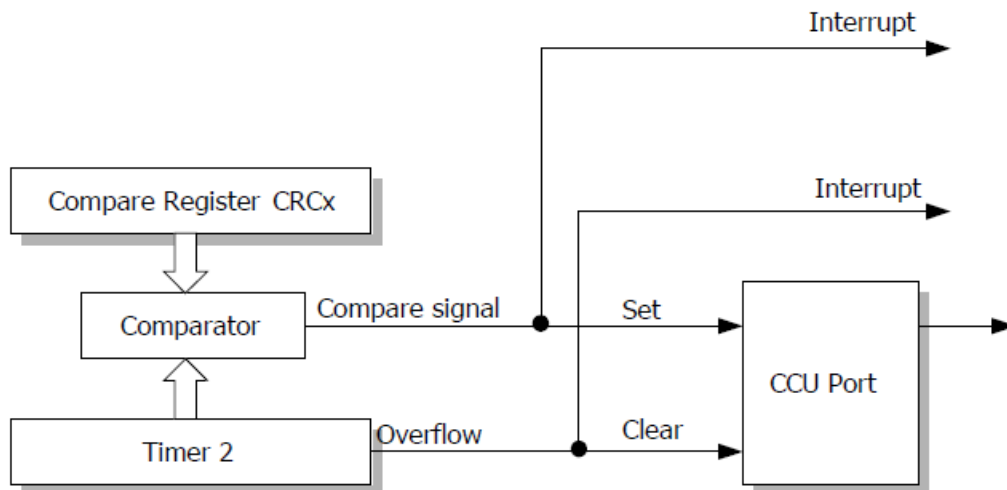 Interrupt
Interrupt
Compare Register CRCx
Comparator
Compare signal
Set
CCU Port
Timer 2
Overflow
Clear